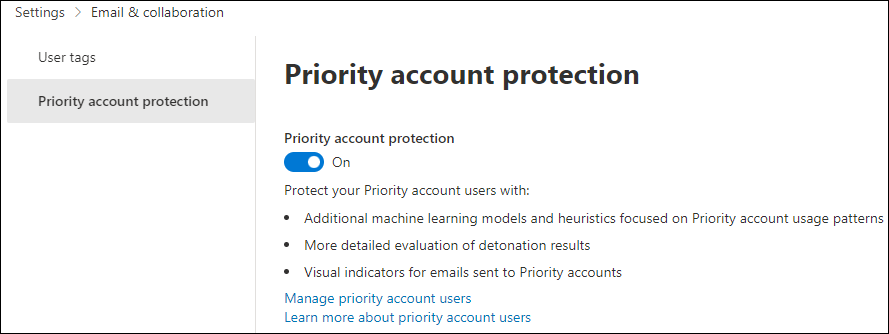 Settings > Email & collaboration
User tags
Priority account protection
Priority account protection
Priority account protection
On
Protect your Priority account users with:
• Additional machine learning models and heuristics focused on Priority account usage patterns
• More detailed evaluation of detonation results
• Visual indicators for emails sent to Priority accounts
Manage priority account users
Learn more about priority account users